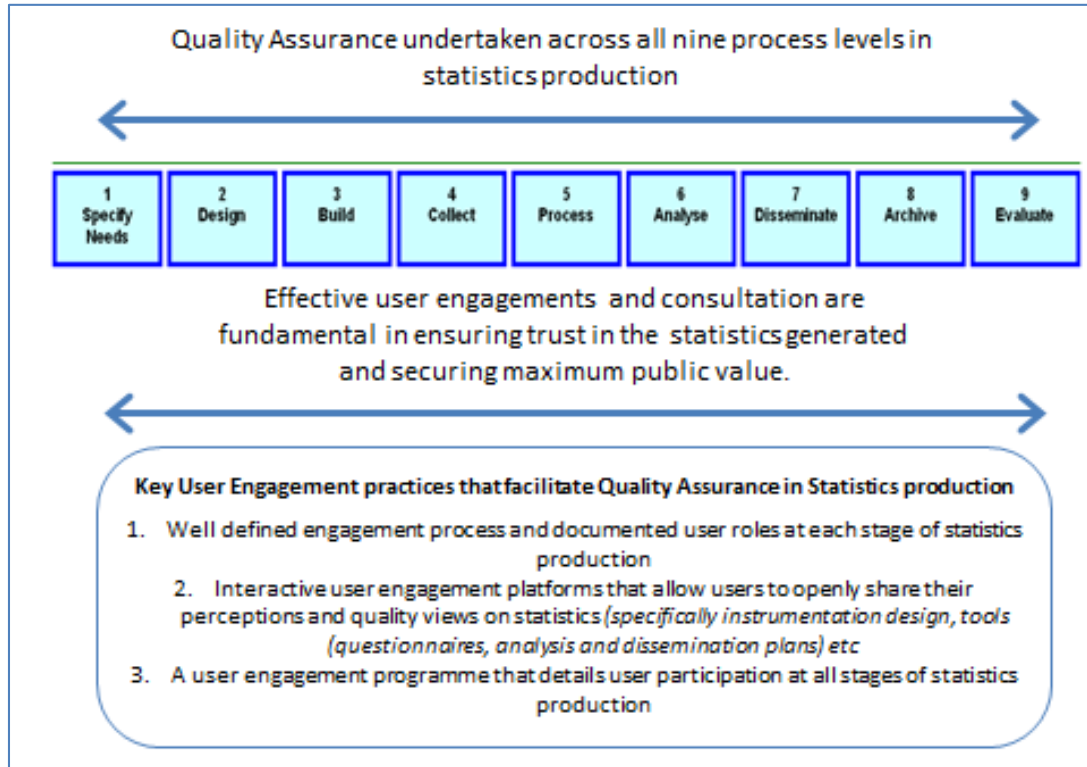 Quality Assurance undertaken across all nine process levels in
statistics production
1
Specify
Needs
2
Design
3
Build
4
Collect
5
Process
6
Analyse
7
Disseminate
8
Archive
9
Evaluate
Effective user engagements and consultation are
fundamental in ensuring trust in the statistics generated
and securing maximum public value.
Key User Engagement practices that facilitate Quality Assurance in Statistics production
1. Well defined engagement process and documented user roles at each stage of statistics
production
2. Interactive user engagement platforms that allow users to openly share their
perceptions and quality views on statistics (specifically instrumentation design, tools
(questionnaires, analysis and dissemination plans) etc
3. A user engagement programme that details user participation at all stages of statistics
production